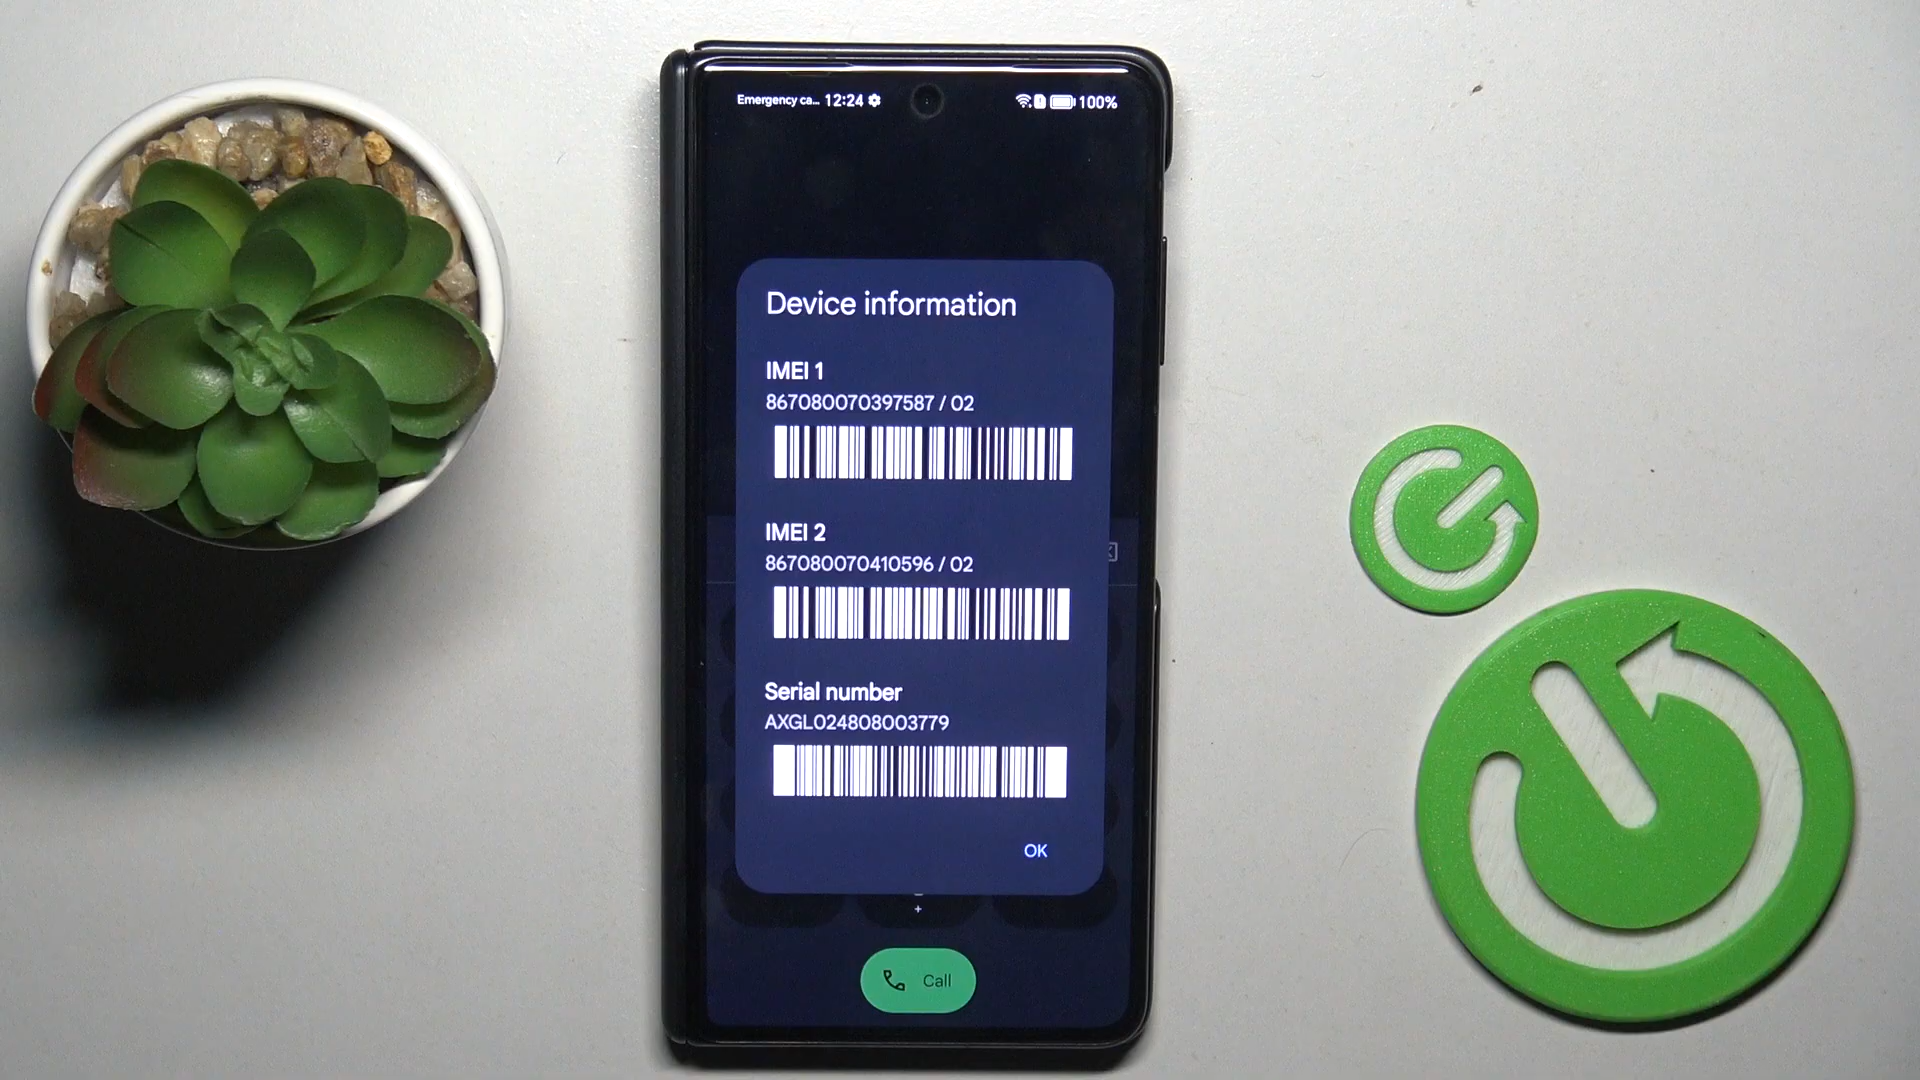 Emergency ca... 12:24 100%
Device information
IMEI 1
867080070397587 / 02
IMEI 2
867080070410596 / 02
Serial number
AXGL024808003779
OK
+
Call